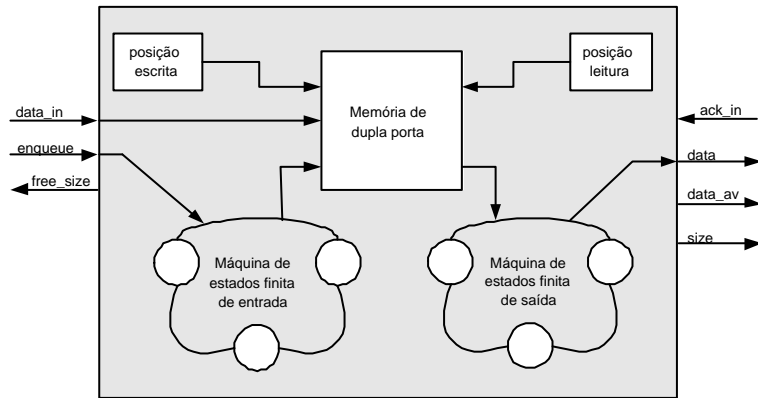 posição
escrita
posição
leitura
Memória de
dupla porta
data_in
enqueue
free_size
ack_in
data
data_av
size
Máquina de
estados finita
de entrada
Máquina de
estados finita
de saída